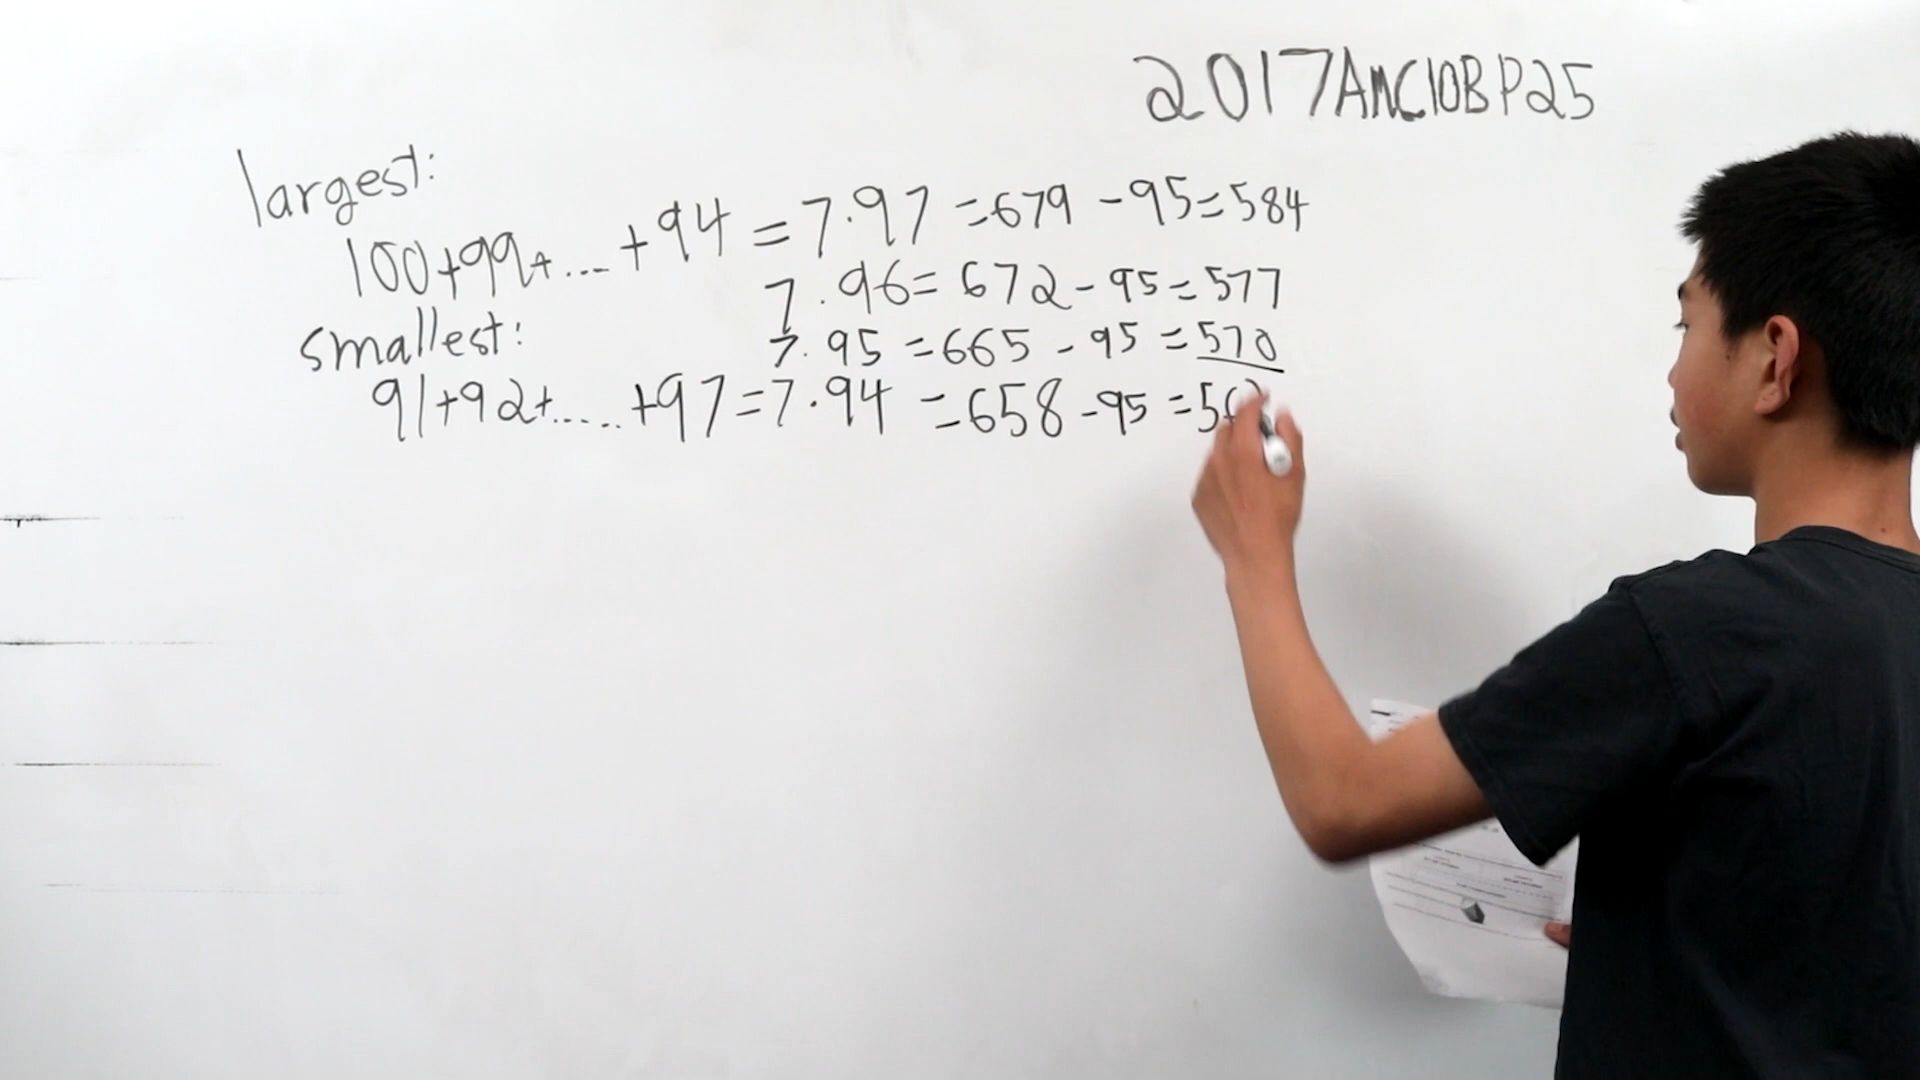 2017AMC10BP25
largest:
100+99+....+94=7·97=679-95=584
7.96=672-95=577
smallest:
7.95=665-95=570
91+92+.....+97=7·94=658-95=